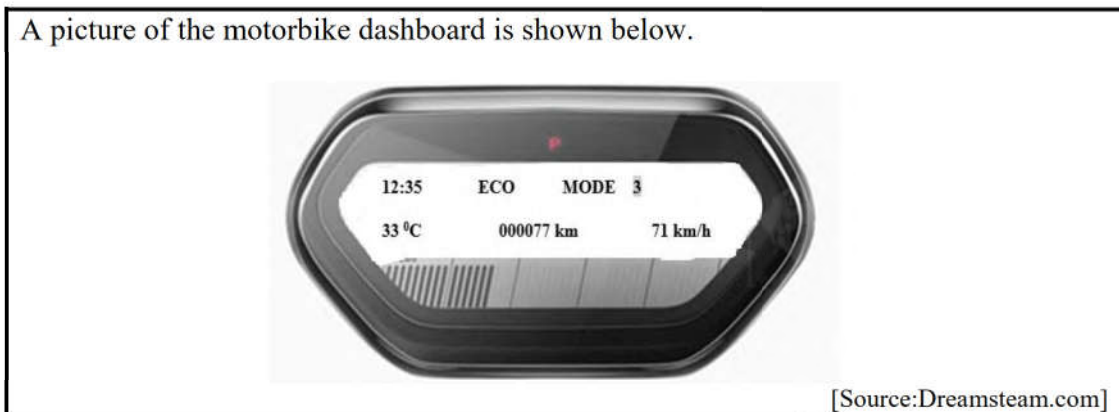 A picture of the motorbike dashboard is shown below.
P
12:35 ECO MODE 3
33 ⁰C 000077 km 71 km/h
[Source:Dreamsteam.com]